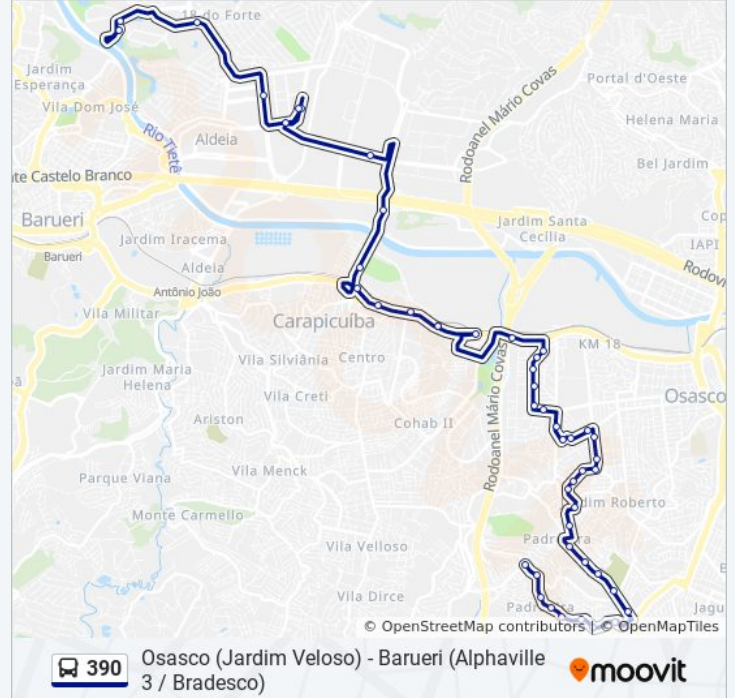 18 do Forte
Jardim
Esperança
Portal d'Oeste
Vila Dom José
Rio Tietê
Aldeia
Rodoanel Mário Covas
Helena Maria
Bel Jardim
te Castelo Branco
Barueri
Jardim Santa
Cecília
Cop
IAPI
Jardim Iracema
Barueri
Aldeia
Rodovi
Antônio João
Vila Militar
Carapicuíba
KM 18
Vila Silviânia
Centro
Jardim Maria
Helena
Rodoanel Mário Covas
Osasco
Vila Creti
Ariston
Cohab II
Vila Menck
Parque Viana
dim Roberto
Monte Carmello
Vila Velloso
Vila Dirce
Jagu
© OpenStreetMap contributors | © OpenMapTiles
390
Osasco (Jardim Veloso) - Barueri (Alphaville
3 / Bradesco)
moovit